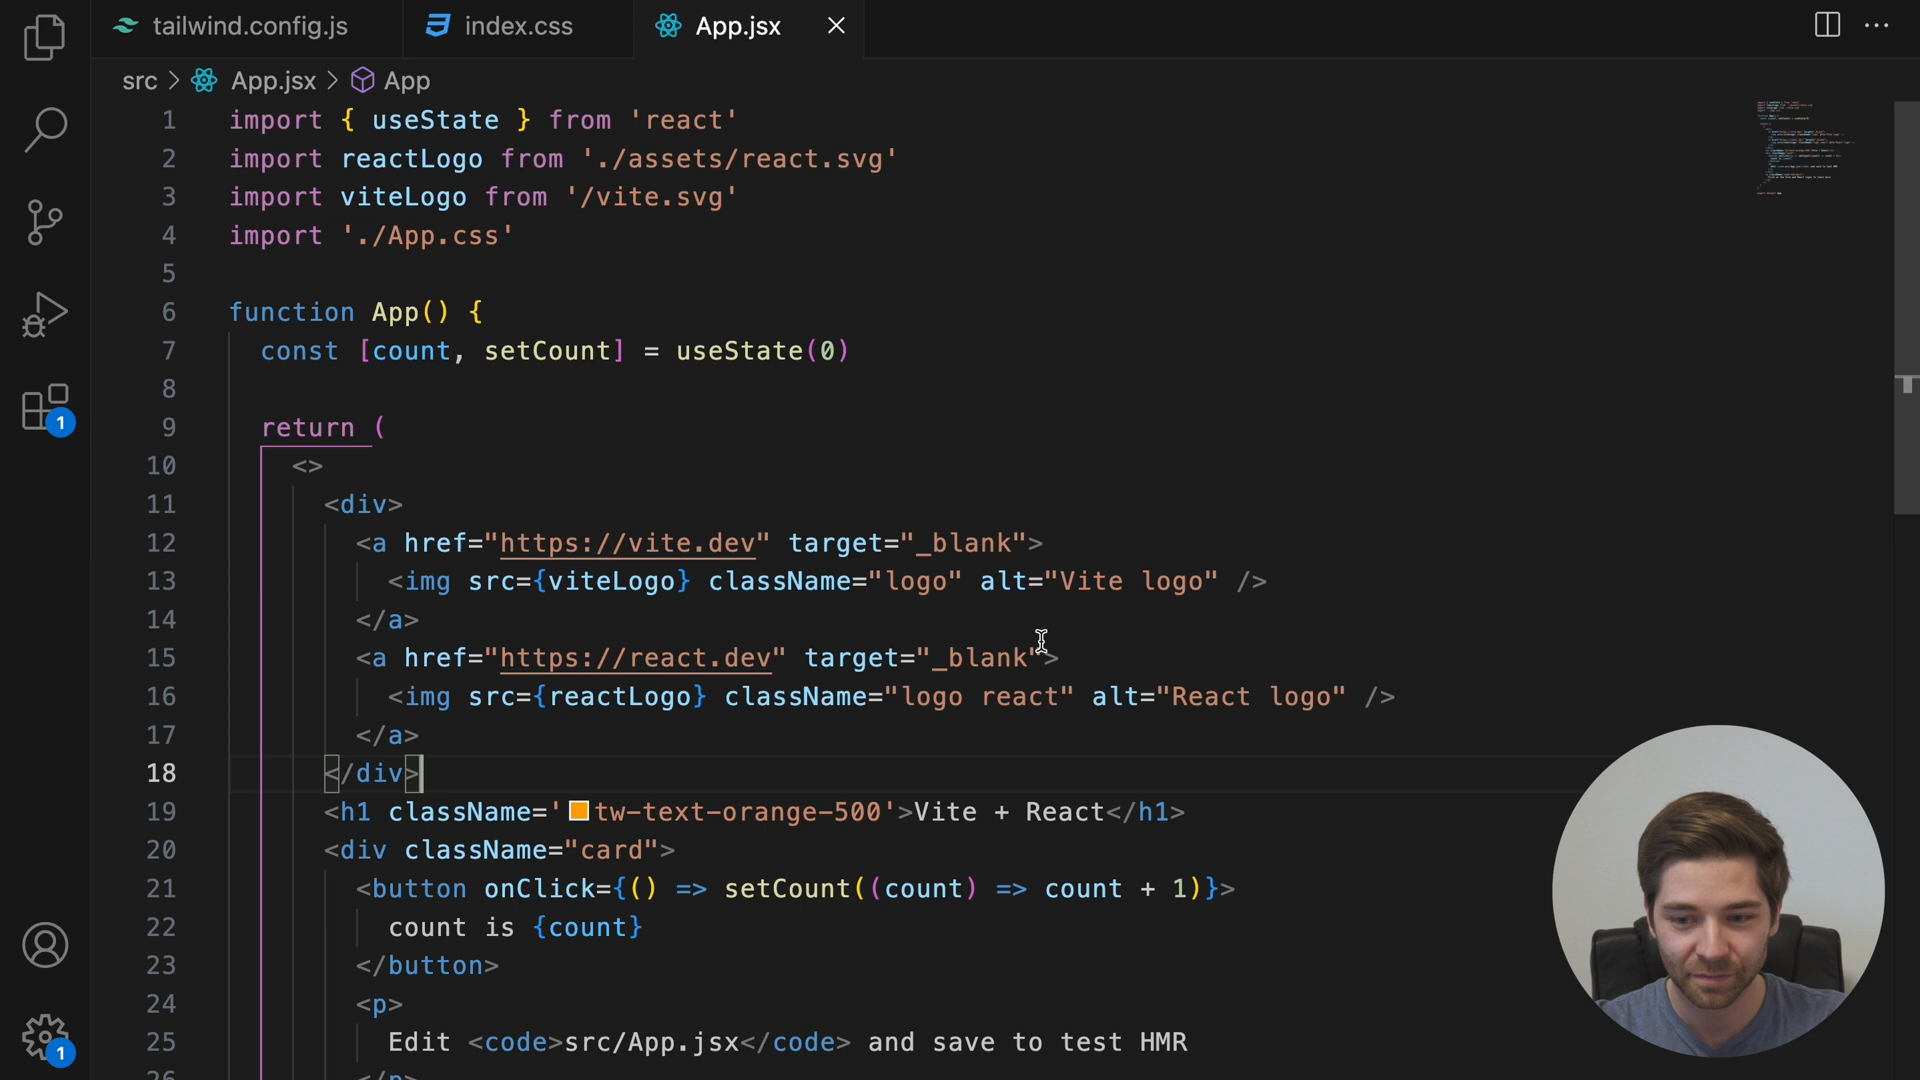 tailwind.config.js
index.css
App.jsx
src > App.jsx > App
1 import { useState } from 'react'
2 import reactLogo from './assets/react.svg'
3 import viteLogo from '/vite.svg'
4 import './App.css'
5
6 function App() {
7 const [count, setCount] = useState(0)
8
9 return (
10 <>
11 <div>
12 <a href="https://vite.dev" target="_blank">
13 <img src={viteLogo} className="logo" alt="Vite logo" />
14 </a>
15 <a href="https://react.dev" target="_blank">
16 <img src={reactLogo} className="logo react" alt="React logo" />
17 </a>
18 </div>
19 <h1 className='tw-text-orange-500'>Vite + React</h1>
20 <div className="card">
21 <button onClick={() => setCount((count) => count + 1)}>
22 count is {count}
23 </button>
24 <p>
25 Edit <code>src/App.jsx</code> and save to test HMR
26 </p>
1
1